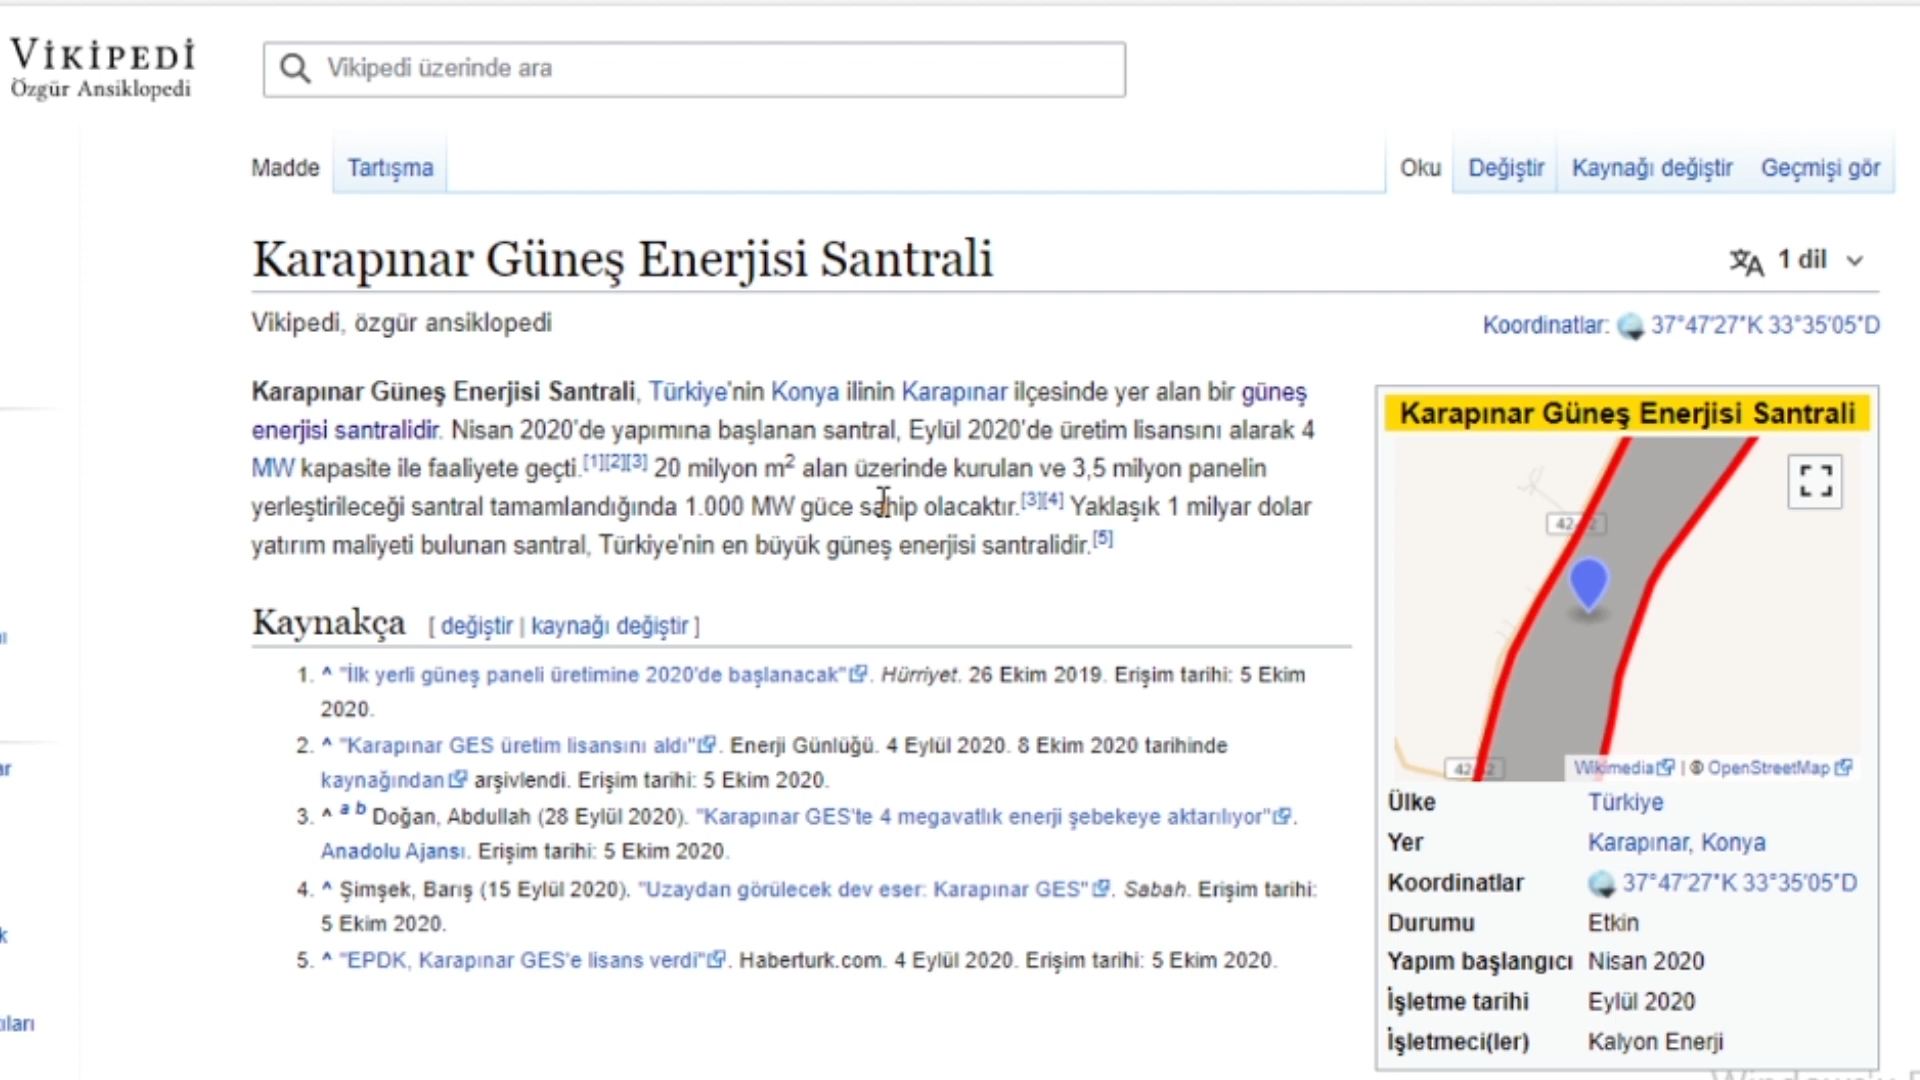 VİKİPEDİ
Özgür Ansiklopedi
Vikipedi üzerinde ara
Madde Tartışma
Oku Değiştir Kaynağı değiştir Geçmişi gör
Karapınar Güneş Enerjisi Santrali
1 dil
Vikipedi, özgür ansiklopedi
Koordinatlar: 37°47′27″K 33°35′05″D
Karapınar Güneş Enerjisi Santrali, Türkiye'nin Konya ilinin Karapınar ilçesinde yer alan bir güneş
enerjisi santralidir. Nisan 2020'de yapımına başlanan santral, Eylül 2020'de üretim lisansını alarak 4
MW kapasite ile faaliyete geçti.[1][2][3] 20 milyon m² alan üzerinde kurulan ve 3,5 milyon panelin
yerleştirileceği santral tamamlandığında 1.000 MW güce sahip olacaktır.[3][4] Yaklaşık 1 milyar dolar
yatırım maliyeti bulunan santral, Türkiye'nin en büyük güneş enerjisi santralidir.[5]
Kaynakça [ değiştir | kaynağı değiştir ]
1. ^ "İlk yerli güneş paneli üretimine 2020'de başlanacak". Hürriyet. 26 Ekim 2019. Erişim tarihi: 5 Ekim
2020.
2. ^ "Karapınar GES üretim lisansını aldı". Enerji Günlüğü. 4 Eylül 2020. 8 Ekim 2020 tarihinde
kaynağından arşivlendi. Erişim tarihi: 5 Ekim 2020.
3. ^ a b Doğan, Abdullah (28 Eylül 2020). "Karapınar GES'te 4 megavatlık enerji şebekeye aktarılıyor".
Anadolu Ajansı. Erişim tarihi: 5 Ekim 2020.
4. ^ Şimşek, Barış (15 Eylül 2020). "Uzaydan görülecek dev eser: Karapınar GES". Sabah. Erişim tarihi:
5 Ekim 2020.
5. ^ "EPDK, Karapınar GES'e lisans verdi". Haberturk.com. 4 Eylül 2020. Erişim tarihi: 5 Ekim 2020.
Karapınar Güneş Enerjisi Santrali
Wikimedia | © OpenStreetMap
Ülke Türkiye
Yer Karapınar, Konya
Koordinatlar 37°47′27″K 33°35′05″D
Durumu Etkin
Yapım başlangıcı Nisan 2020
İşletme tarihi Eylül 2020
İşletmeci(ler) Kalyon Enerji